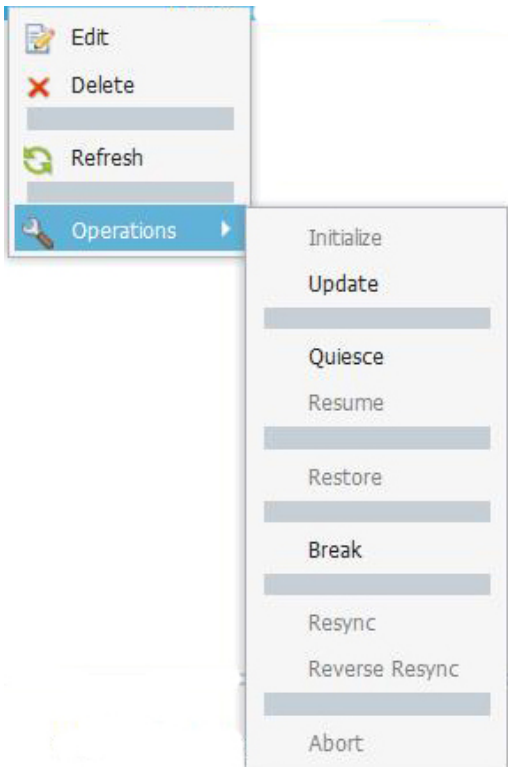 Edit
Delete
Refresh
Operations
Initialize
Update
Quiesce
Resume
Restore
Break
Resync
Reverse Resync
Abort